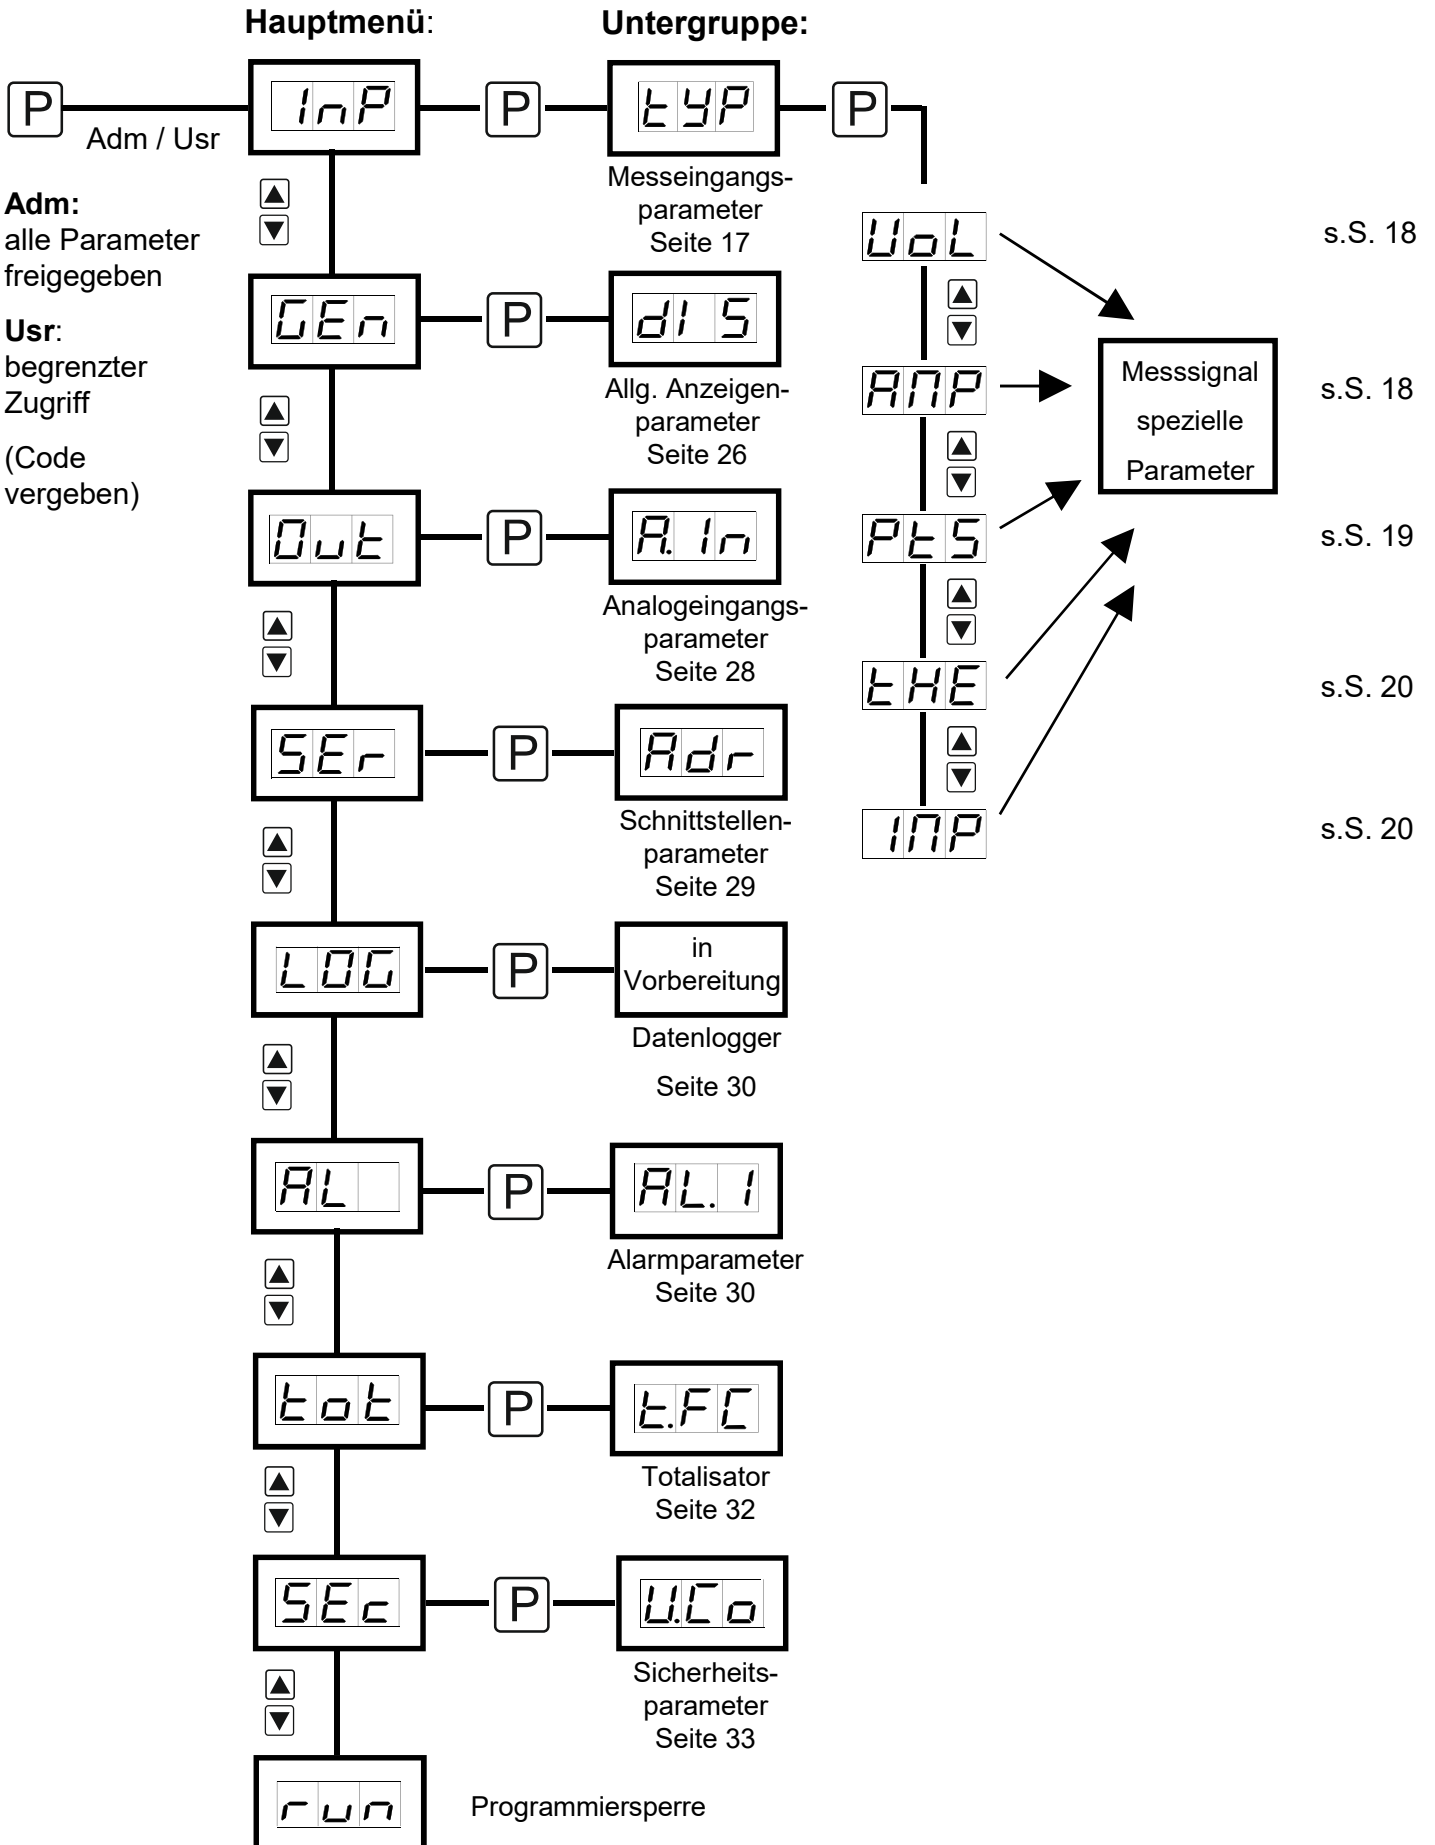 Hauptmenü:
Untergruppe:
P
Adm / Usr
InP
P
tYP
P
Messeingangs-
parameter
Seite 17
Adm:
alle Parameter
freigegeben
Usr:
begrenzter
Zugriff
(Code
vergeben)
GEn
P
dIS
Allg. Anzeigen-
parameter
Seite 26
Out
P
A.In
Analogeingangs-
parameter
Seite 28
SEr
P
Adr
Schnittstellen-
parameter
Seite 29
LOG
P
in
Vorbereitung
Datenlogger
Seite 30
AL
P
AL.1
Alarmparameter
Seite 30
tot
P
t.FC
Totalisator
Seite 32
SEc
P
U.Co
Sicherheits-
parameter
Seite 33
run
Programmiersperre
UoL
s.S. 18
AMP
s.S. 18
PtS
s.S. 19
tHE
s.S. 20
IMP
s.S. 20
Messsignal
spezielle
Parameter